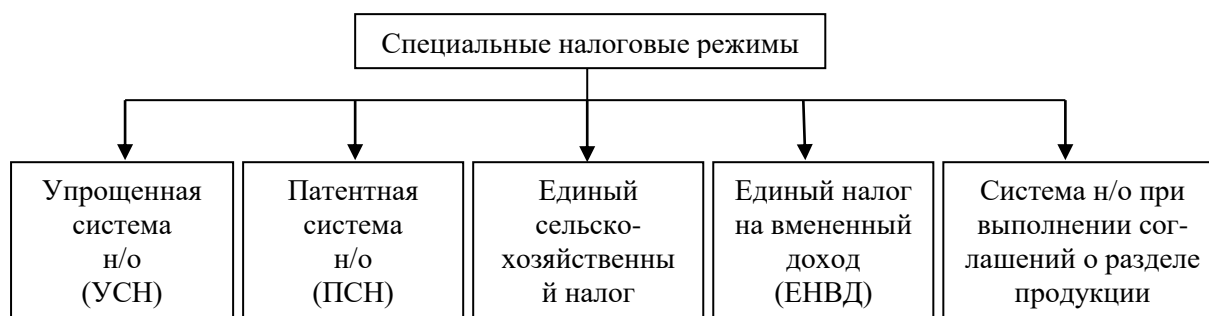 Специальные налоговые режимы
Упрощенная
система
н/о
(УСН)
Патентная
система
н/о
(ПСН)
Единый
сельско-
хозяйственны
й налог
Единый налог
на вмененный
доход
(ЕНВД)
Система н/о при
выполнении сог-
лашений о разделе
продукции